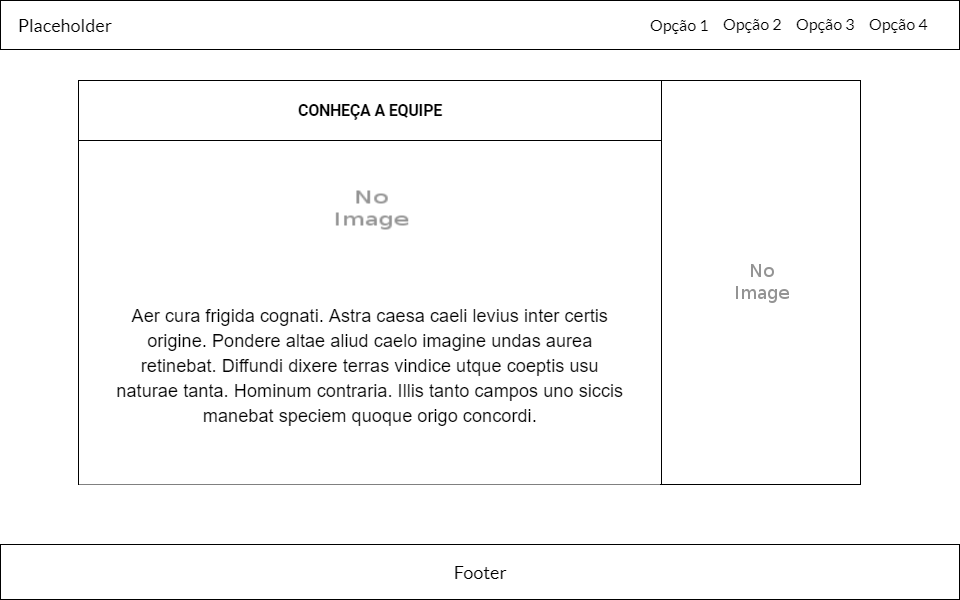 Placeholder
Opção 1 Opção 2 Opção 3 Opção 4
CONHEÇA A EQUIPE
No
Image
Aer cura frigida cognati. Astra caesa caeli levius inter certis
origine. Pondere altae aliud caelo imagine undas aurea
retinebat. Diffundi dixere terras vindice utque coeptis usu
naturae tanta. Hominum contraria. Illis tanto campos uno siccis
manebat speciem quoque origo concordi.
No
Image
Footer